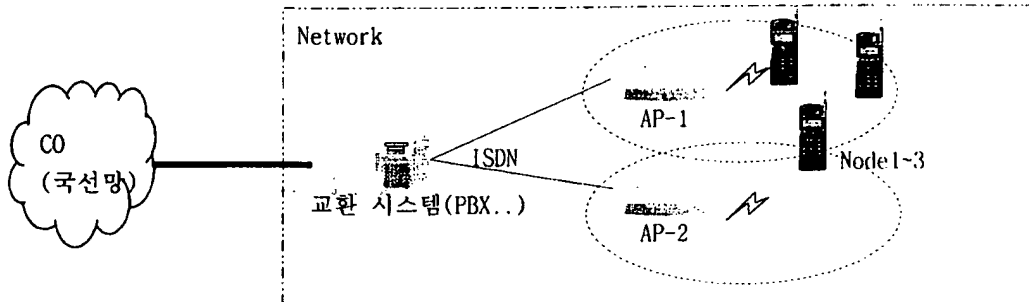 Network
CO
(국선망)
ISDN
교환 시스템(PBX..)
AP-1
Node1~3
AP-2